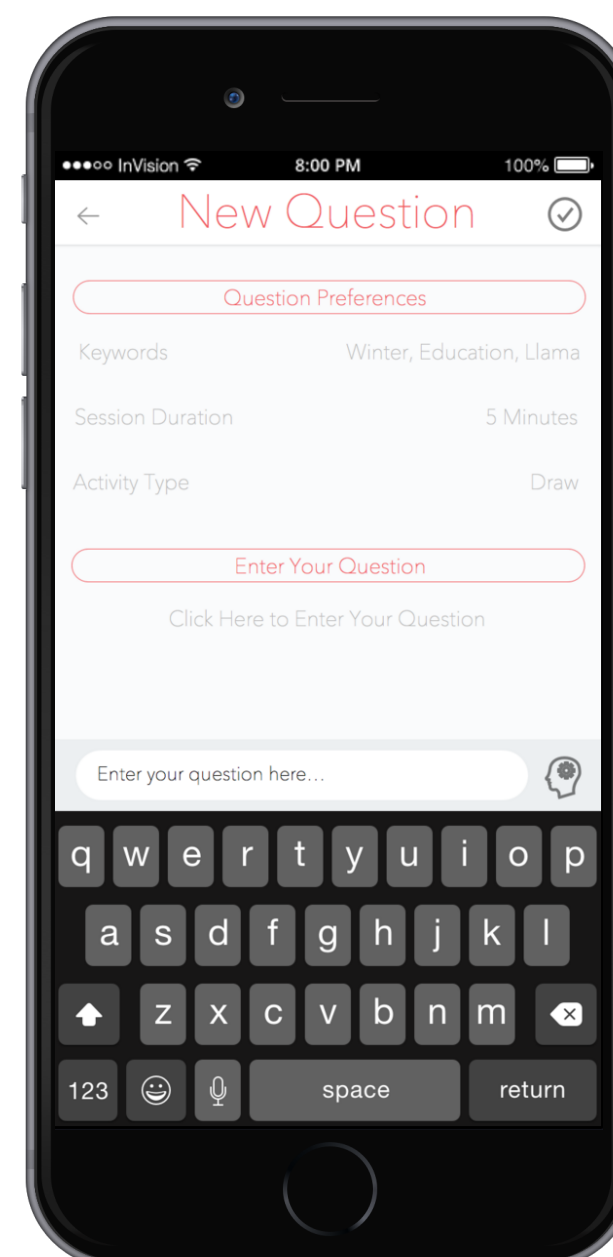 InVision 8:00 PM 100%
New Question
Question Preferences
Keywords Winter, Education, Llama
Session Duration 5 Minutes
Activity Type Draw
Enter Your Question
Click Here to Enter Your Question
Enter your question here...
q w e r t y u i o p
a s d f g h j k l
z x c v b n m
123 space return